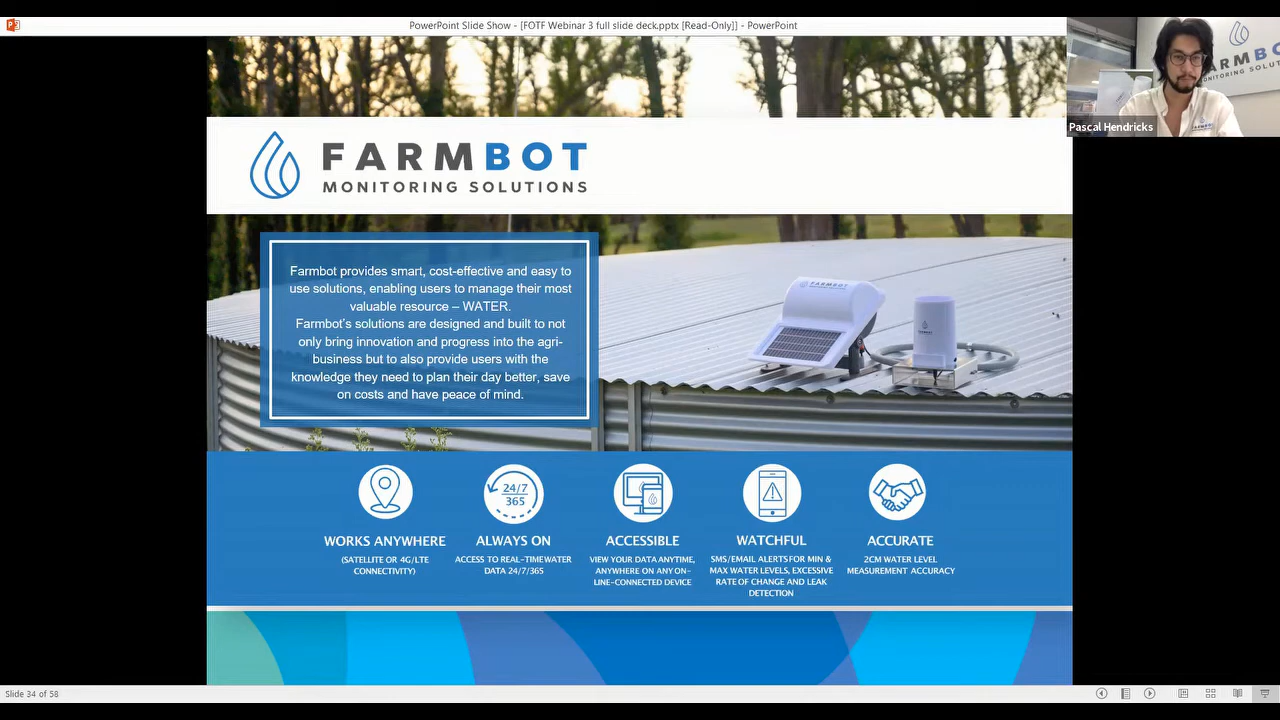 PowerPoint Slide Show - [FOTF Webinar 3 full slide deck.pptx [Read-Only]] - PowerPoint
FARMBOT
MONITORING SOLUTIONS
Pascal Hendricks
FARMBOT
MONITORING SOLUTIONS
Farmbot provides smart, cost-effective and easy to
use solutions, enabling users to manage their most
valuable resource – WATER.
Farmbot's solutions are designed and built to not
only bring innovation and progress into the agri-
business but to also provide users with the
knowledge they need to plan their day better, save
on costs and have peace of mind.
FARMBOT
24/7
365
WORKS ANYWHERE
(SATELLITE OR 4G/LTE
CONNECTIVITY)
ALWAYS ON
ACCESS TO REAL-TIME WATER
DATA 24/7/365
ACCESSIBLE
VIEW YOUR DATA ANYTIME,
ANYWHERE ON ANY ON-
LINE-CONNECTED DEVICE
WATCHFUL
SMS/EMAIL ALERTS FOR MIN &
MAX WATER LEVELS, EXCESSIVE
RATE OF CHANGE AND LEAK
DETECTION
ACCURATE
2CM WATER LEVEL
MEASUREMENT ACCURACY
Slide 34 of 58